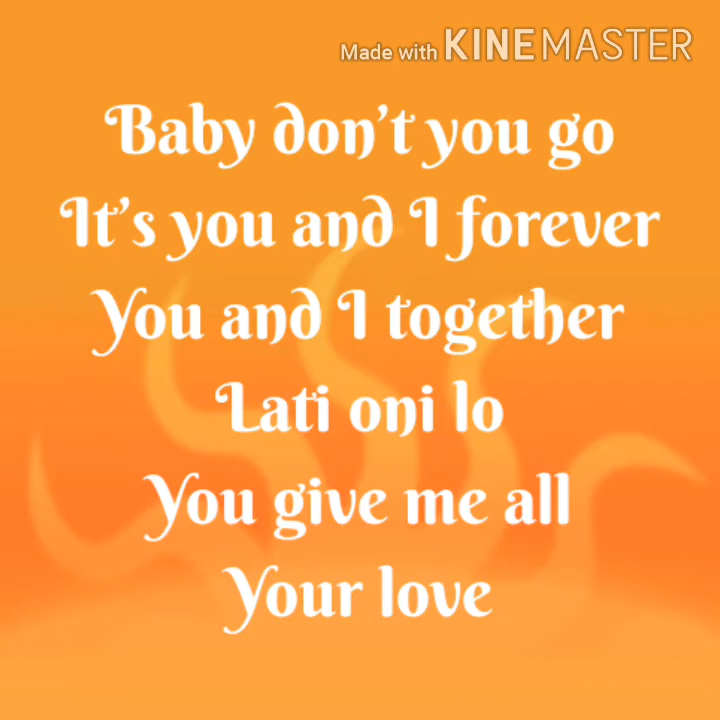 Made with KINEMASTER
Baby don't you go
It's you and I forever
You and I together
Lati oni lo
You give me all
Your love